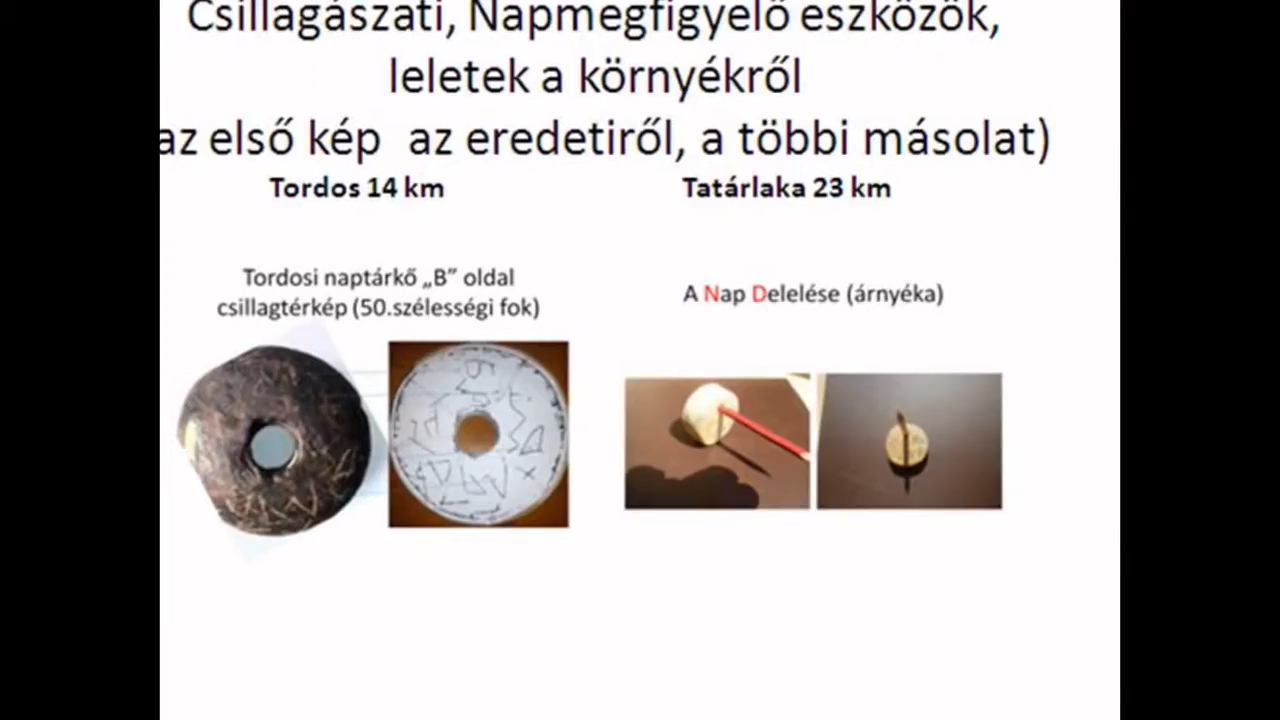 Csillagászati, Napmegfigyelő eszközök,
leletek a környékről
az első kép az eredetiről, a többi másolat)
Tordos 14 km
Tatárlaka 23 km
Tordosi naptárkő „B” oldal
csillagtérkép (50.szélességi fok)
A Nap Delelése (árnyéka)